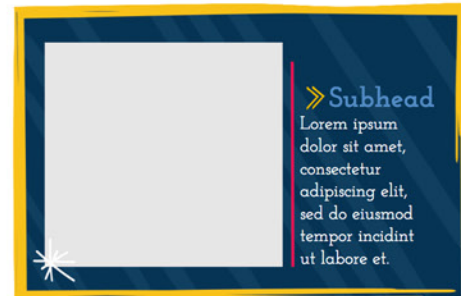 Subhead
Lorem ipsum
dolor sit amet,
consectetur
adipiscing elit,
sed do eiusmod
tempor incidint
ut labore et.